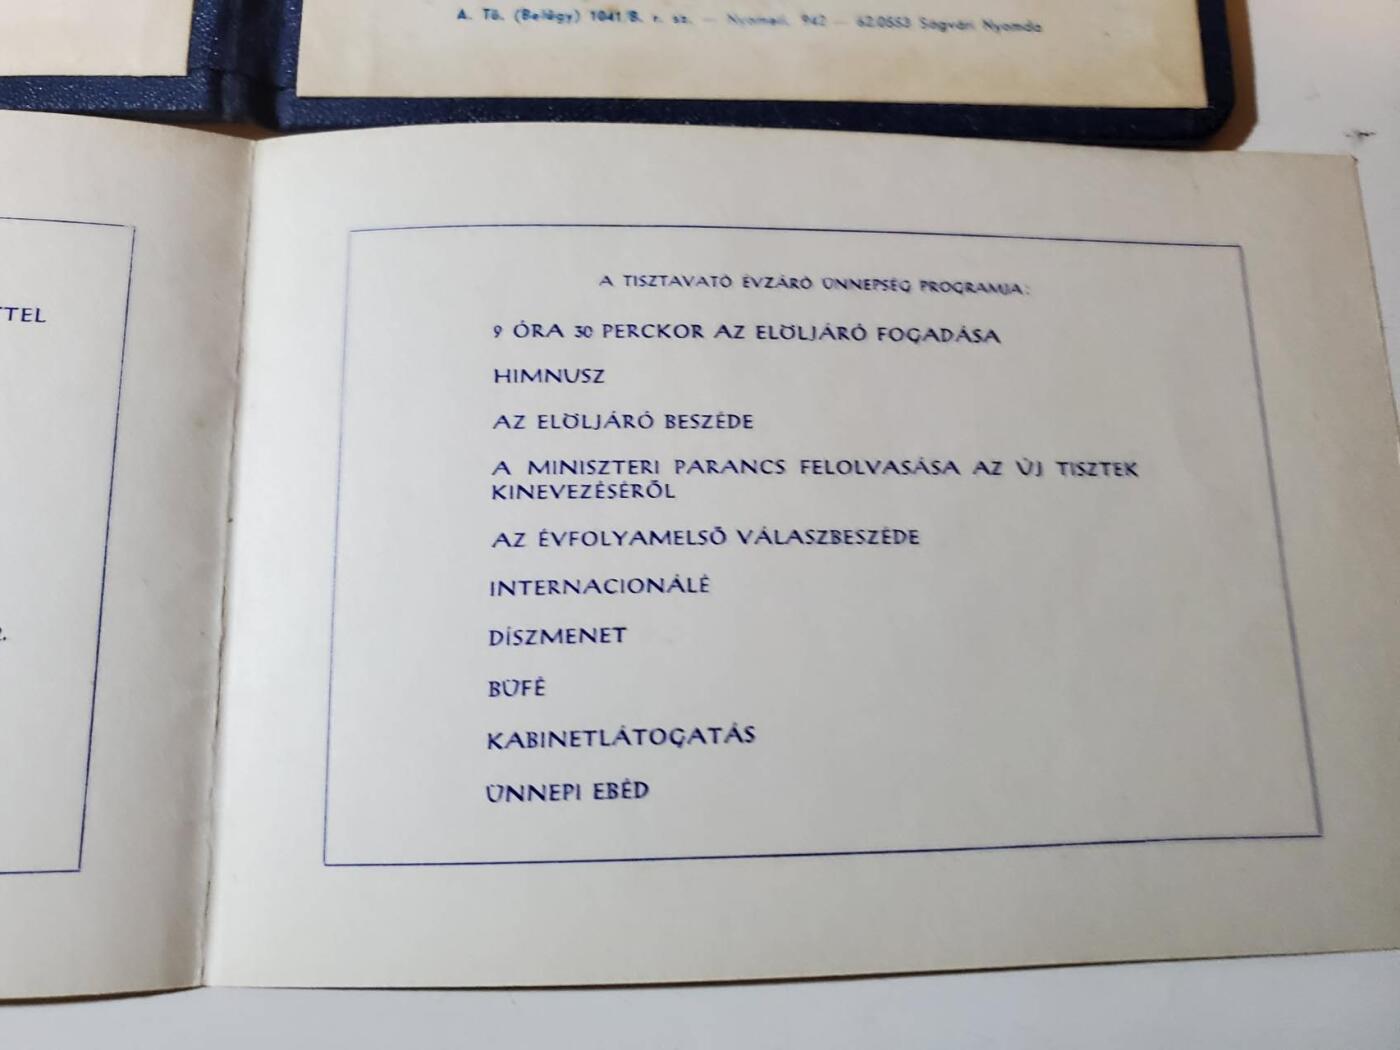 A. Tü. (Belügy) 1041/B. r. sz. — Nyomell. 942 — 62.0553 Ságvári Nyomda
TTEL
2.
A TISZTAVATÓ ÉVZÁRÓ ÜNNEPSÉG PROGRAMJA:
9 ÓRA 30 PERCKOR AZ ELÖLJÁRÓ FOGADÁSA
HIMNUSZ
AZ ELÖLJÁRÓ BESZÉDE
A MINISZTERI PARANCS FELOLVASÁSA AZ ÚJ TISZTEK
KINEVEZÉSÉRŐL
AZ ÉVFOLYAMELSŐ VÁLASZBESZÉDE
INTERNACIONÁLÉ
DÍSZMENET
BÜFÉ
KABINETLÁTOGATÁS
ÜNNEPI EBÉD